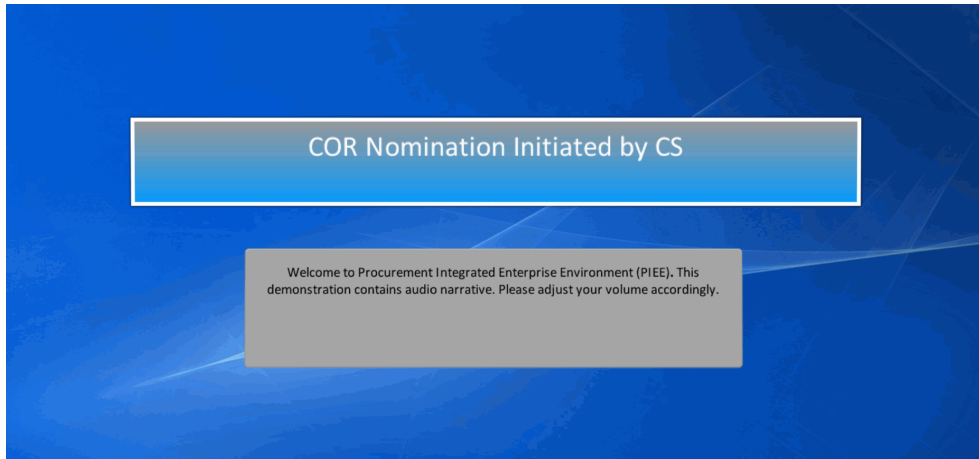 COR Nomination Initiated by CS
Welcome to Procurement Integrated Enterprise Environment (PIEE). This
demonstration contains audio narrative. Please adjust your volume accordingly.